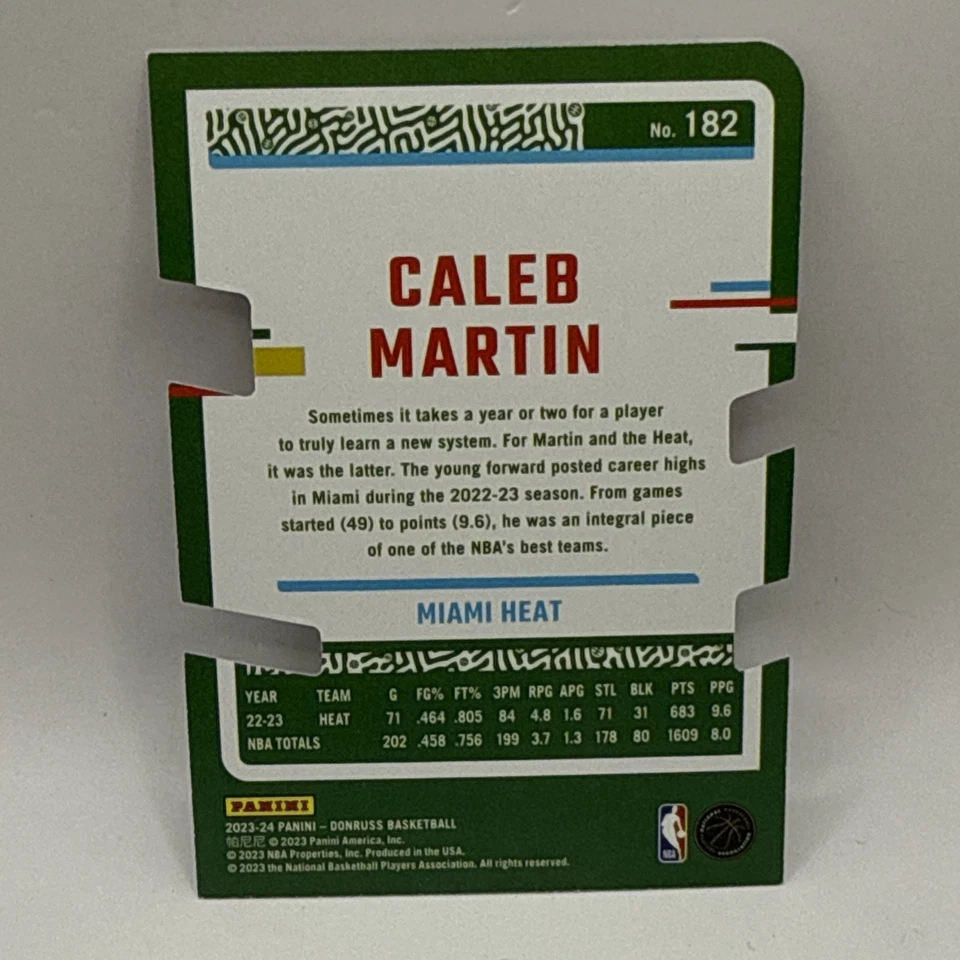 No. 182
CALEB
MARTIN
Sometimes it takes a year or two for a player
to truly learn a new system. For Martin and the Heat,
it was the latter. The young forward posted career highs
in Miami during the 2022-23 season. From games
started (49) to points (9.6), he was an integral piece
of one of the NBA's best teams.
MIAMI HEAT
YEAR TEAM G FG% FT% 3PM RPG APG STL BLK PTS PPG
22-23 HEAT 71 .464 .805 84 4.8 1.6 71 31 683 9.6
NBA TOTALS 202 .458 .756 199 3.7 1.3 178 80 1609 8.0
PANINI
2023-24 PANINI – DONRUSS BASKETBALL
帕尼尼 © 2023 Panini America, Inc.
© 2023 NBA Properties, Inc. Produced in the USA.
© 2023 the National Basketball Players Association. All rights reserved.
NBA